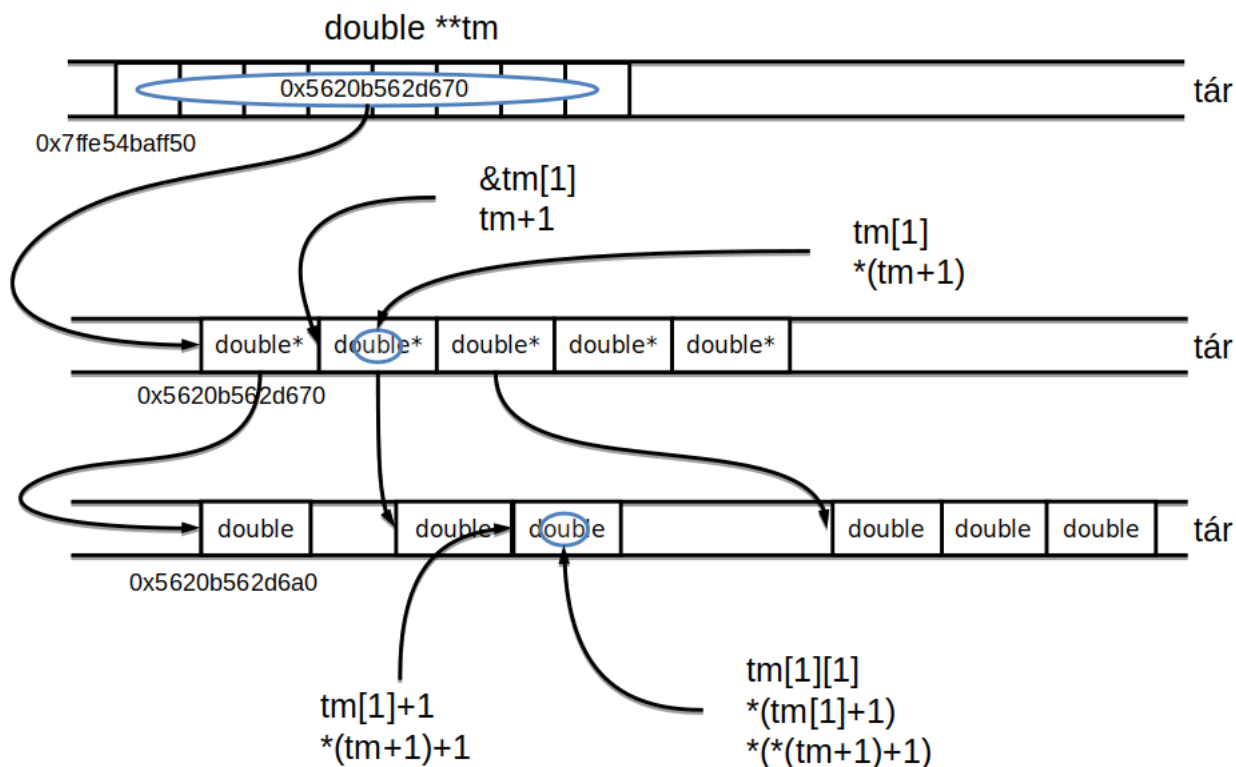 double **tm
0x5620b562d670
tár
0x7ffe54baff50
&tm[1]
tm+1
tm[1]
*(tm+1)
double* double* double* double* double*
tár
0x5620b562d670
double double double double double double
tár
0x5620b562d6a0
tm[1]+1
*(tm+1)+1
tm[1][1]
*(tm[1]+1)
*(*(tm+1)+1)